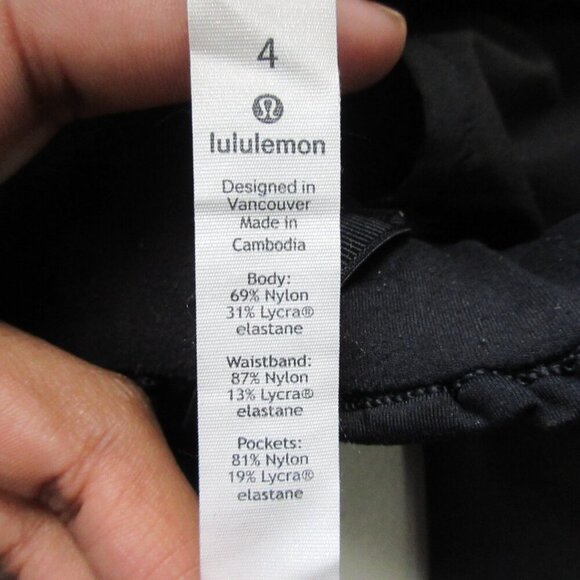 4
lululemon
Designed in
Vancouver
Made in
Cambodia
Body:
69% Nylon
31% Lycra®
elastane
Waistband:
87% Nylon
13% Lycra®
elastane
Pockets:
81% Nylon
19% Lycra®
elastane